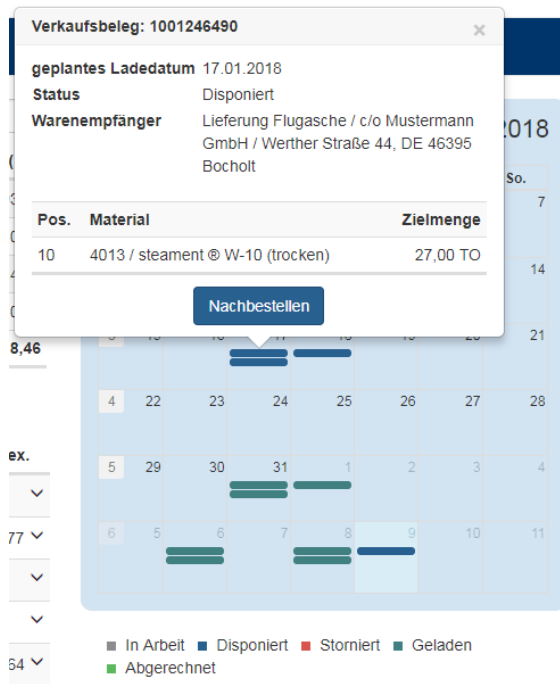 Verkaufsbeleg: 1001246490 ×
geplantes Ladedatum 17.01.2018
Status Disponiert
Warenempfänger Lieferung Flugasche / c/o Mustermann
GmbH / Werther Straße 44, DE 46395
Bocholt
Pos. Material Zielmenge
10 4013 / steament ® W-10 (trocken) 27,00 TO
Nachbestellen
2018
So.
7
14
21
8,46
4 22 23 24 25 26 27 28
ex.
5 29 30 31 1 2 3 4
77
6 5 6 7 8 9 10 11
64
In Arbeit Disponiert Storniert Geladen
Abgerechnet